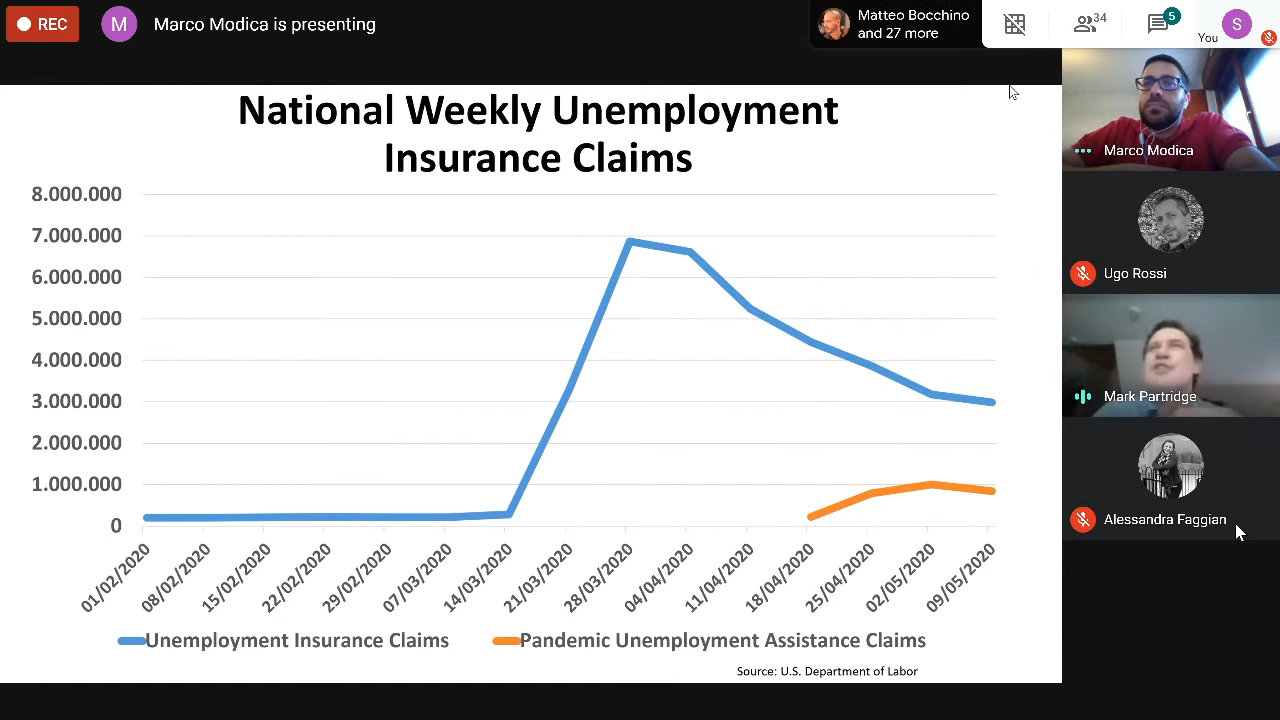 REC
M
Marco Modica is presenting
Matteo Bocchino
and 27 more
34
5
You
S
National Weekly Unemployment
Insurance Claims
8.000.000
7.000.000
6.000.000
5.000.000
4.000.000
3.000.000
2.000.000
1.000.000
0
01/02/2020
08/02/2020
15/02/2020
22/02/2020
29/02/2020
07/03/2020
14/03/2020
21/03/2020
28/03/2020
04/04/2020
11/04/2020
18/04/2020
25/04/2020
02/05/2020
09/05/2020
Unemployment Insurance Claims
Pandemic Unemployment Assistance Claims
Source: U.S. Department of Labor
Marco Modica
Ugo Rossi
Mark Partridge
Alessandra Faggian